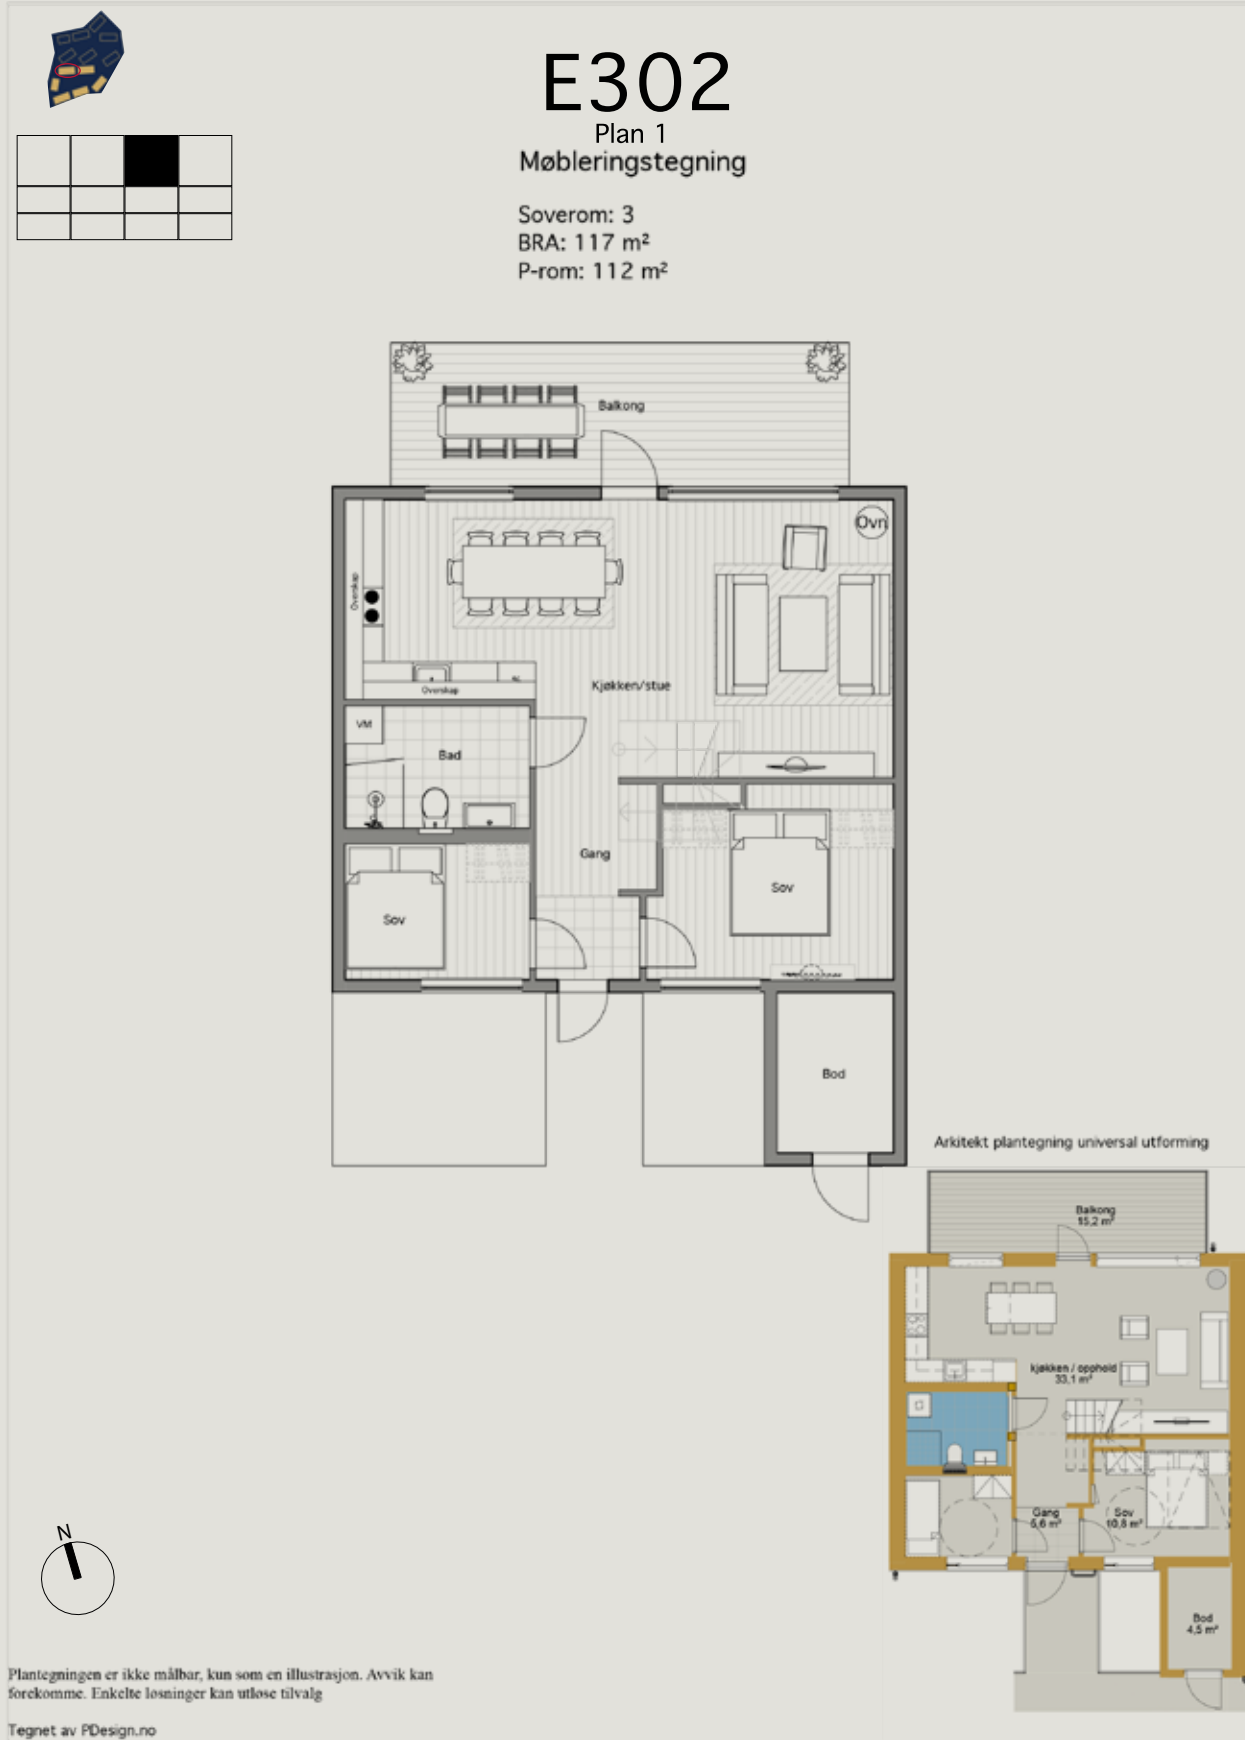 E302
Plan 1
Møbleringstegning
Soverom: 3
BRA: 117 m²
P-rom: 112 m²
Balkong
Ovn
Overskap
Kjøkken/stue
Overskap
VM
Bad
Gang
Sov
Sov
Bod
Arkitekt plantegning universal utforming
Balkong
15,2 m²
kjøkken / opphold
33,1 m²
Gang
5,6 m²
Sov
10,8 m²
Bod
4,5 m²
N
Plantegningen er ikke målbar, kun som en illustrasjon. Avvik kan
forekomme. Enkelte løsninger kan utløse tilvalg
Tegnet av PDesign.no